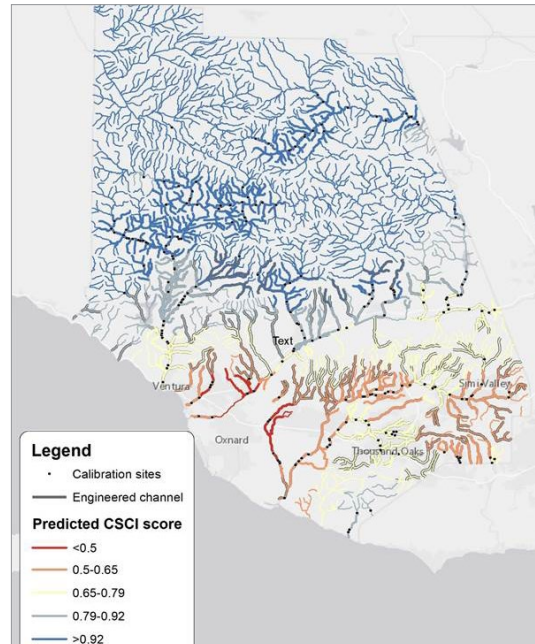 Text
Ventura
Simi Valley
Oxnard
Thousand Oaks
Legend
Calibration sites
Engineered channel
Predicted CSCI score
<0.5
0.5-0.65
0.65-0.79
0.79-0.92
>0.92